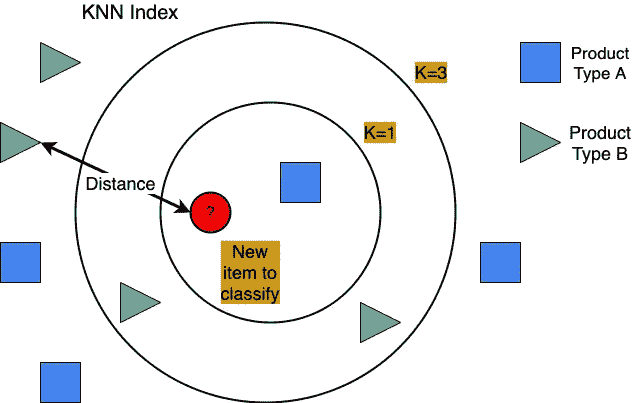 KNN Index
K=3
Product
Type A
K=1
Product
Type B
Distance
?
New
item to
classify